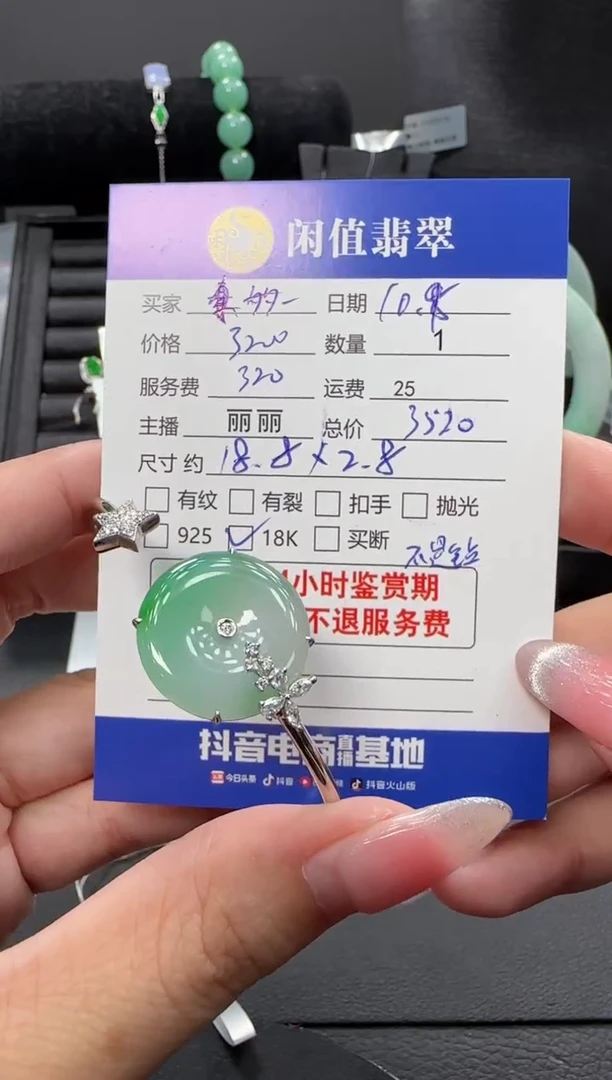 闲值翡翠
买家 日期
价格 3200 数量 1
服务费 320 运费 25
主播 丽丽 总价 3520
尺寸 约 18.8×2.8
有纹 有裂 扣手 抛光
925 18K 买断
小时鉴赏期
不退服务费
抖音电商直播基地
今日头条 抖音 抖音火山版